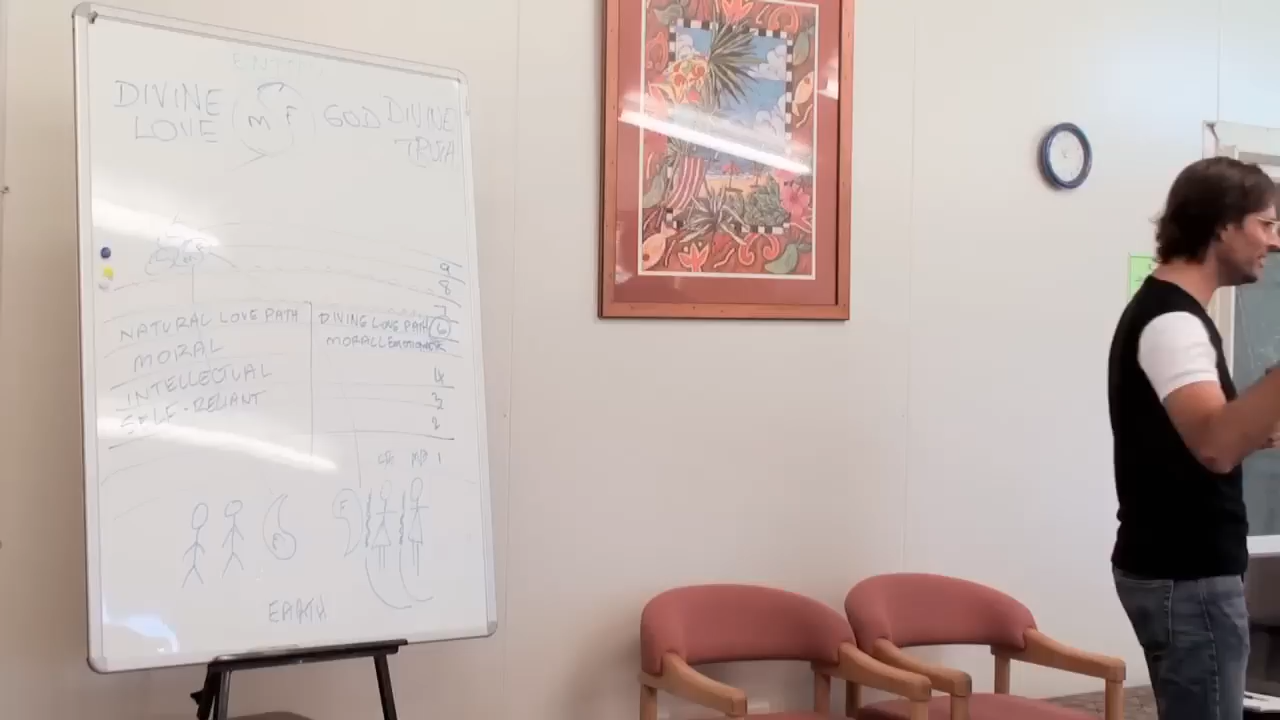 DIVINE LOVE
M F
GOD
DIVINE TRUTH
9
8
7
NATURAL LOVE PATH
DIVINE LOVE PATH 6
MORAL
INTELLECTUAL
4
SELF-RELIANT
3
2
1
F
EARTH